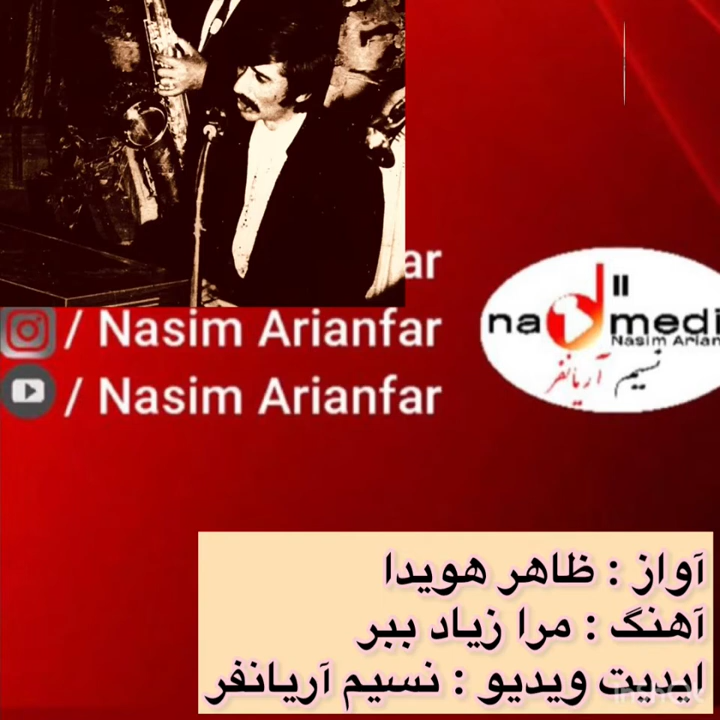 ar
/ Nasim Arianfar
/ Nasim Arianfar
na medi
Nasim Arian
نسیم آریانفر
آواز : ظاهر هویدا
آهنگ : مرا زیاد ببر
ایدیت ویدیو : نسیم آریانفر